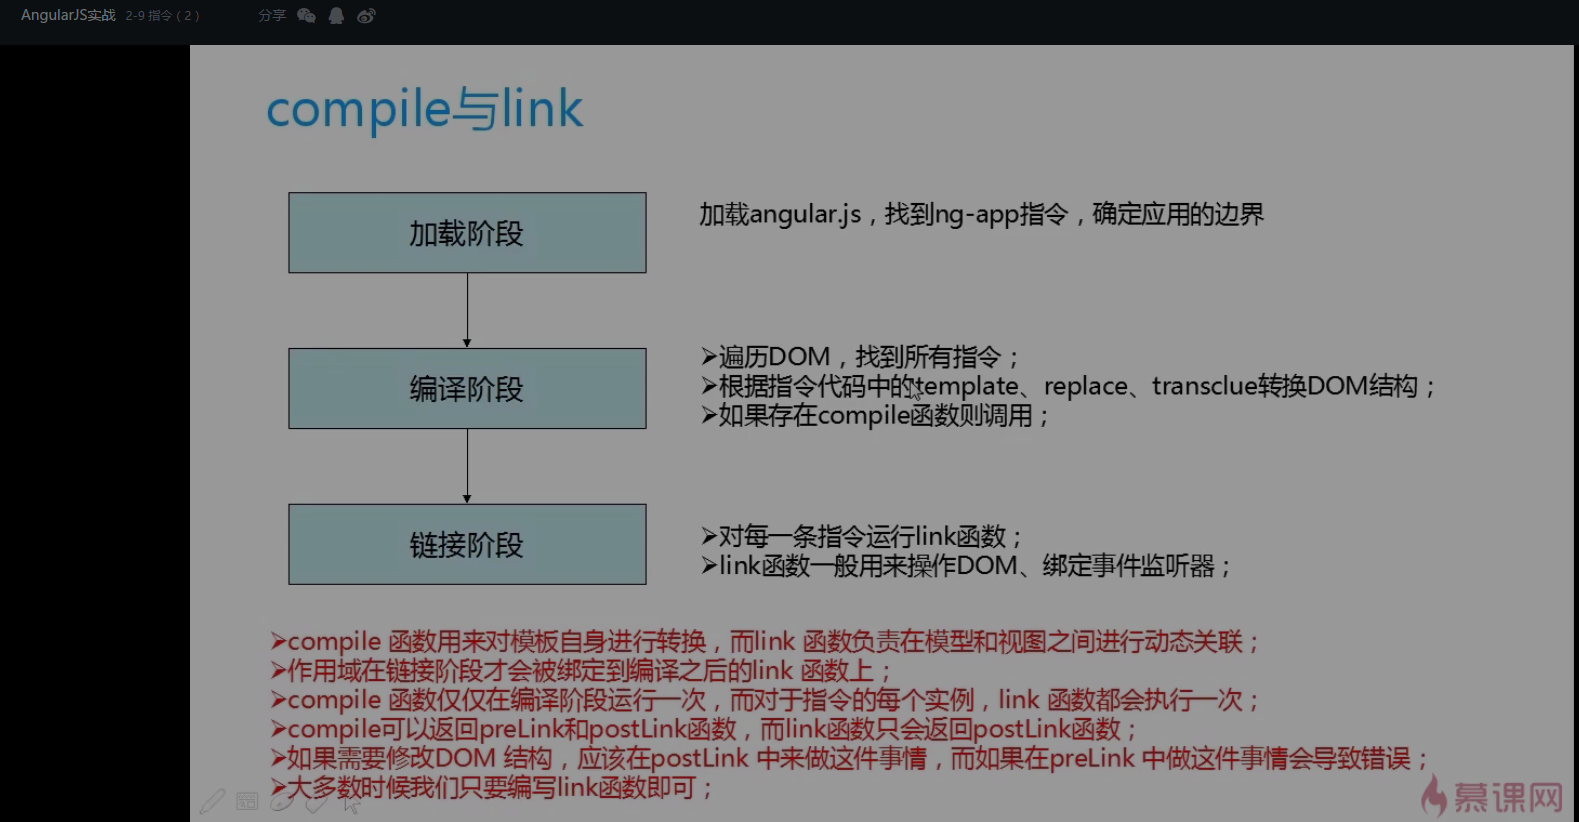 AngularJS实战 2-9 指令 ( 2 ) 分享
compile与link
加载阶段
加载angular.js，找到ng-app指令，确定应用的边界
编译阶段
➢遍历DOM，找到所有指令；
➢根据指令代码中的template、replace、transclue转换DOM结构；
➢如果存在compile函数则调用；
链接阶段
➢对每一条指令运行link函数；
➢link函数一般用来操作DOM、绑定事件监听器；
➢compile 函数用来对模板自身进行转换，而link 函数负责在模型和视图之间进行动态关联；
➢作用域在链接阶段才会被绑定到编译之后的link 函数上；
➢compile 函数仅仅在编译阶段运行一次，而对于指令的每个实例，link 函数都会执行一次；
➢compile可以返回preLink和postLink函数，而link函数只会返回postLink函数；
➢如果需要修改DOM 结构，应该在postLink 中来做这件事情，而如果在preLink 中做这件事情会导致错误；
➢大多数时候我们只要编写link函数即可；
慕课网